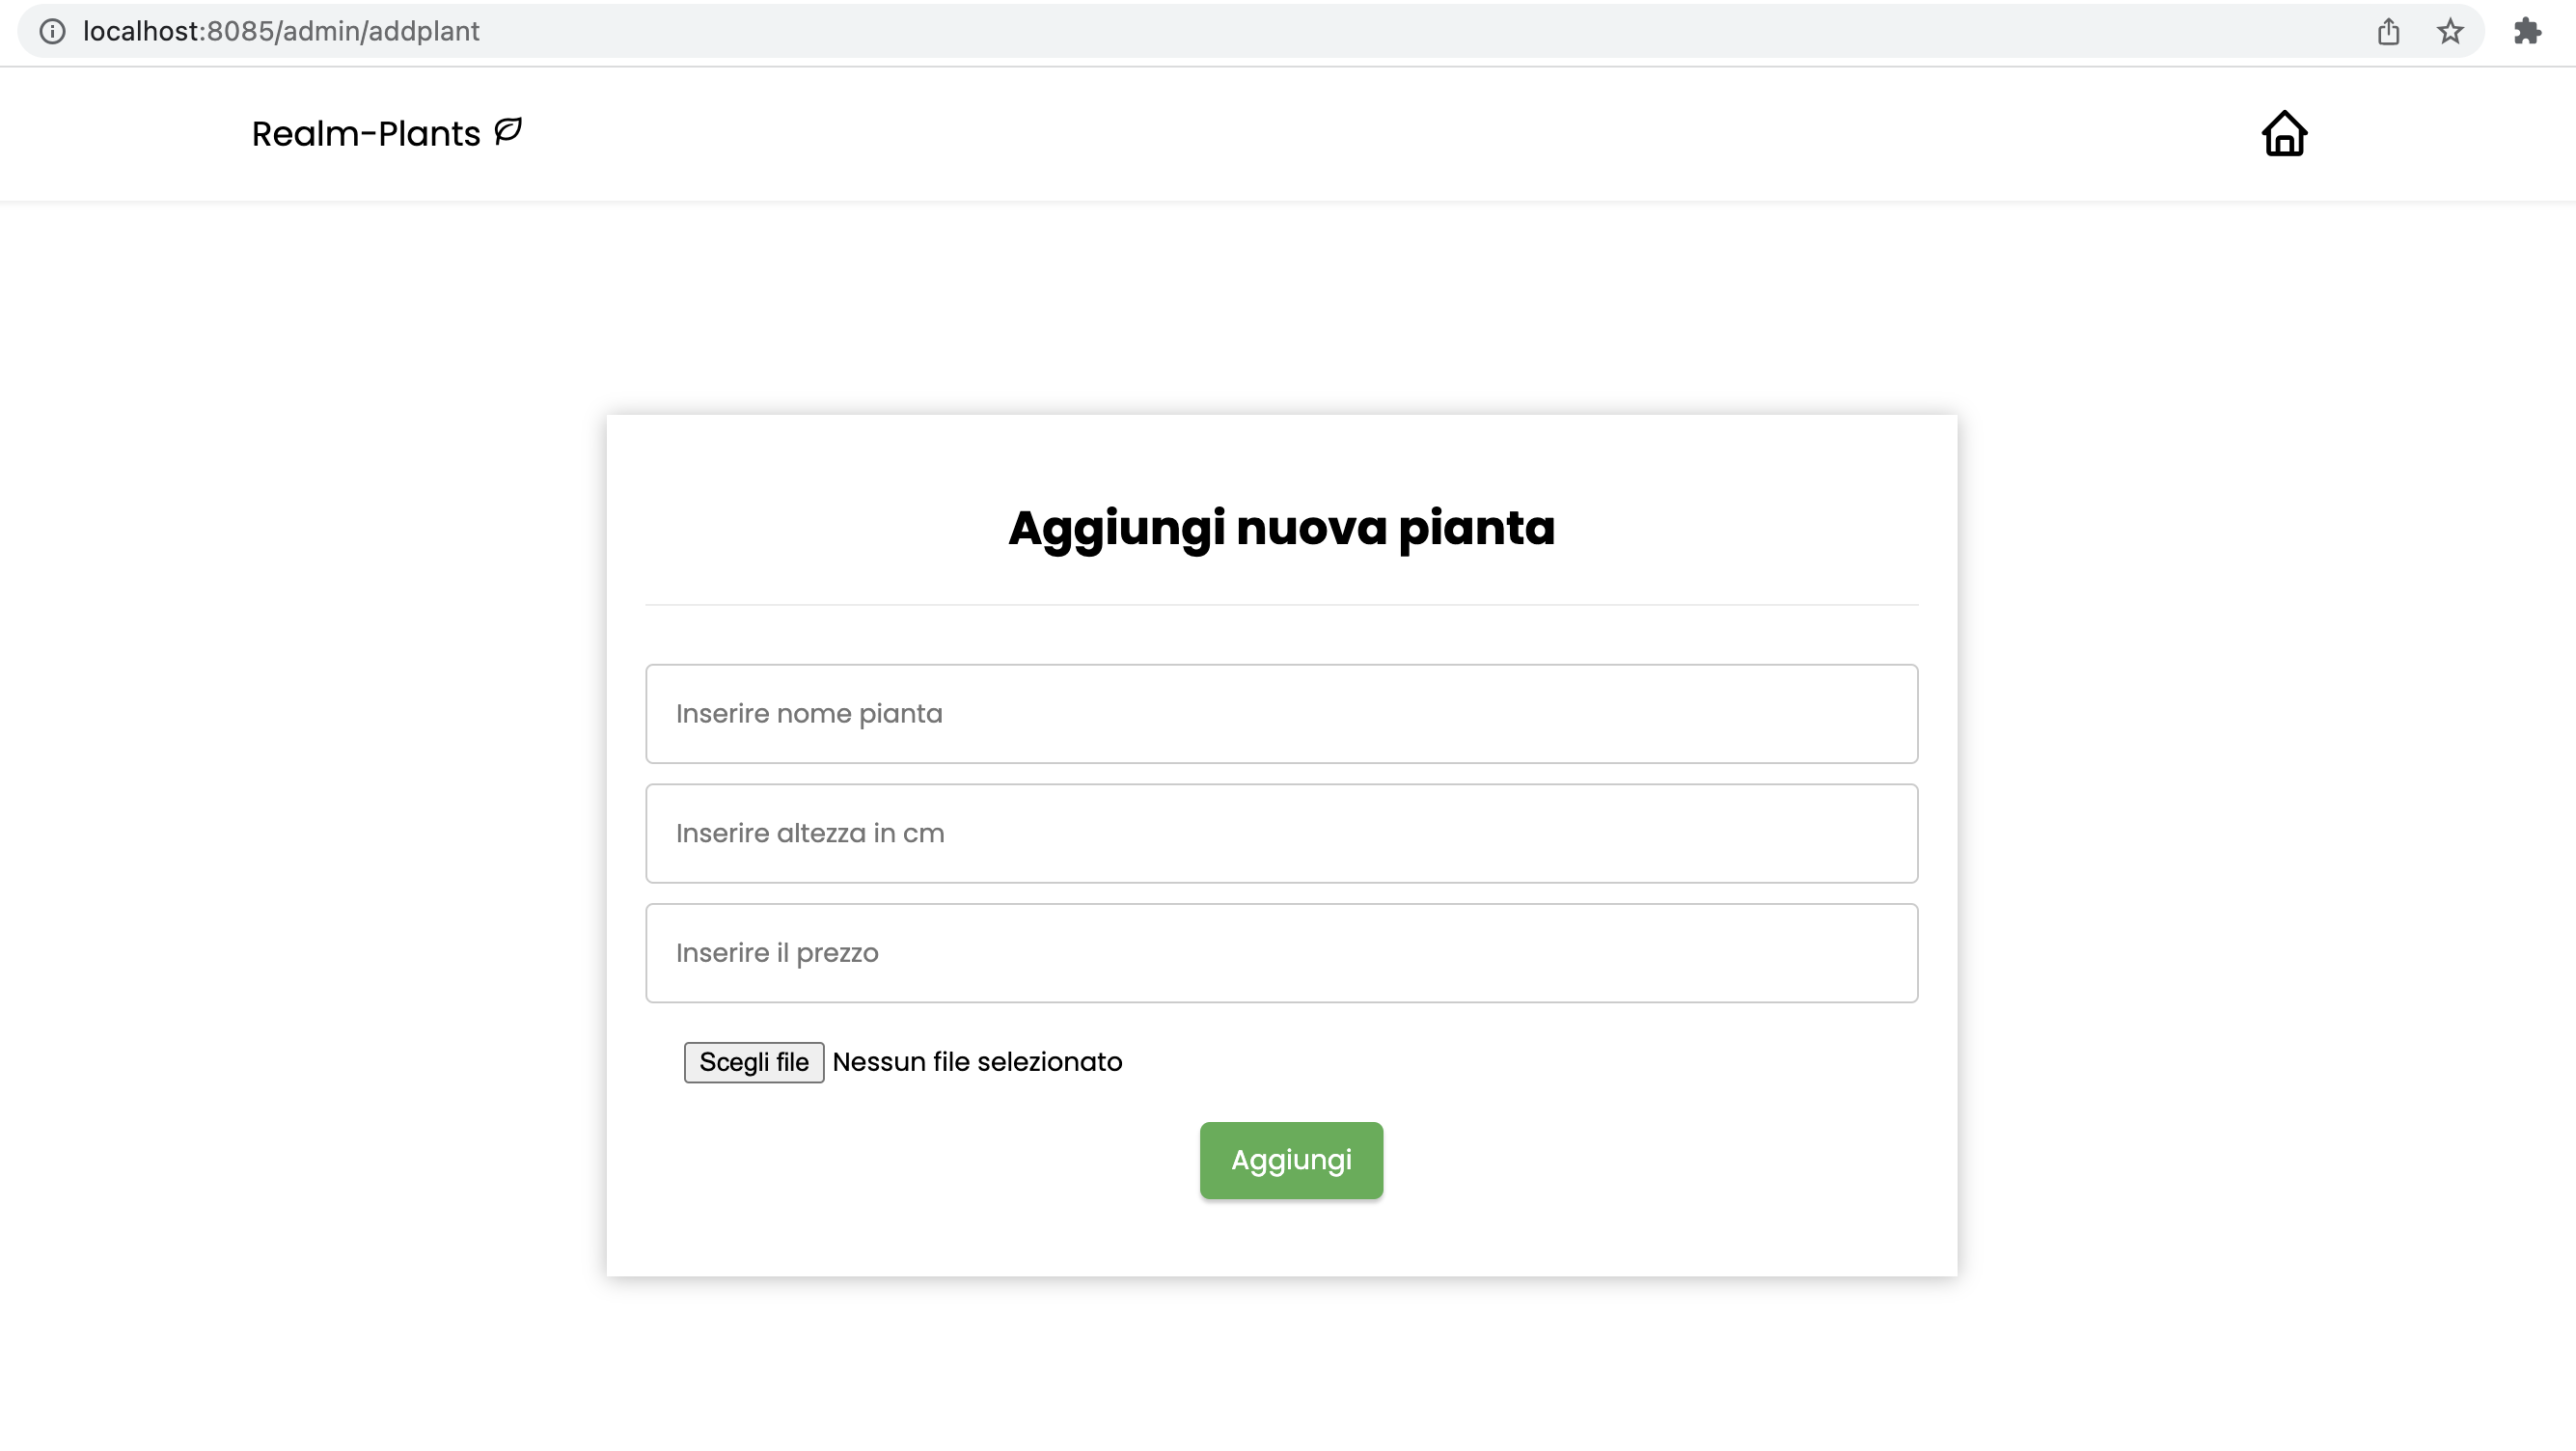 localhost:8085/admin/addplant
Realm-Plants
Aggiungi nuova pianta
Inserire nome pianta
Inserire altezza in cm
Inserire il prezzo
Scegli file Nessun file selezionato
Aggiungi